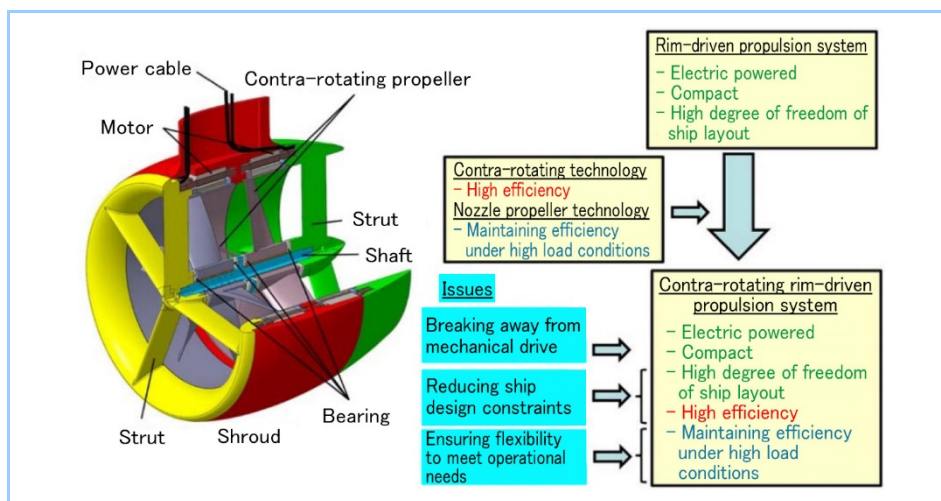 Power cable
Contra-rotating propeller
Motor
Strut
Shaft
Bearing
Strut
Shroud
Rim-driven propulsion system
- Electric powered
- Compact
- High degree of freedom of
ship layout
Contra-rotating technology
- High efficiency
Nozzle propeller technology
- Maintaining efficiency
under high load conditions
Issues
Breaking away from
mechanical drive
Reducing ship
design constraints
Ensuring flexibility
to meet operational
needs
Contra-rotating rim-driven
propulsion system
- Electric powered
- Compact
- High degree of freedom
of ship layout
- High efficiency
- Maintaining efficiency
under high load
conditions